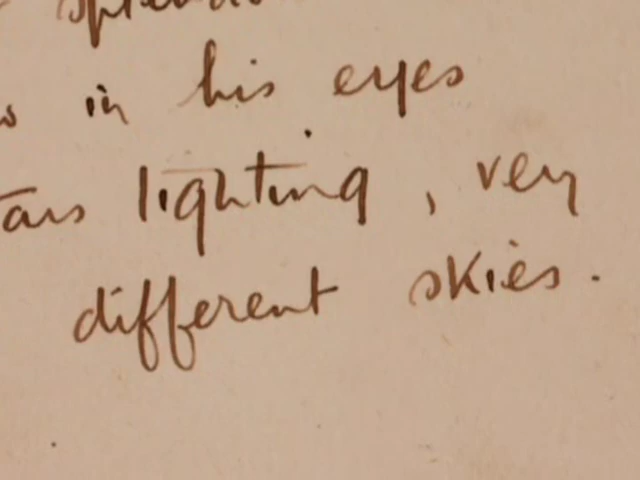 in his eyes
lighting, very
different skies.